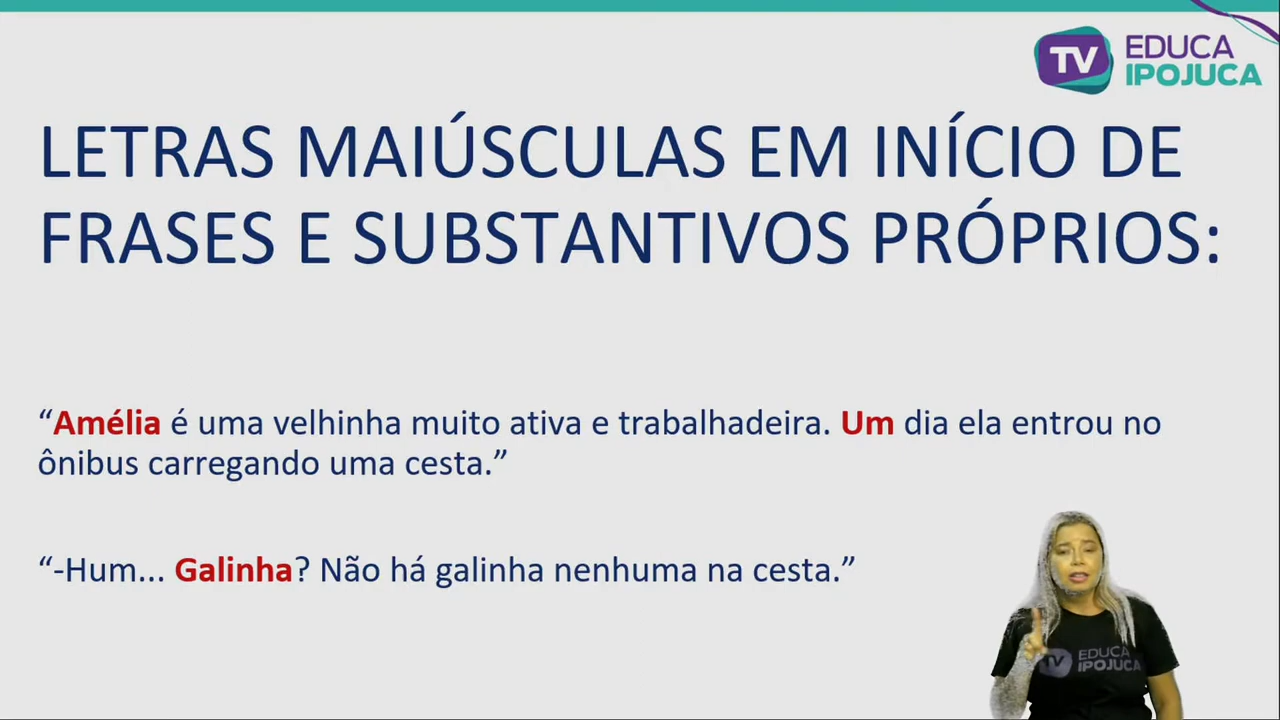 TV EDUCA
IPOJUCA
LETRAS MAIÚSCULAS EM INÍCIO DE
FRASES E SUBSTANTIVOS PRÓPRIOS:
“Amélia é uma velhinha muito ativa e trabalhadeira. Um dia ela entrou no
ônibus carregando uma cesta.”
“-Hum... Galinha? Não há galinha nenhuma na cesta.”
TV EDUCA
IPOJUCA